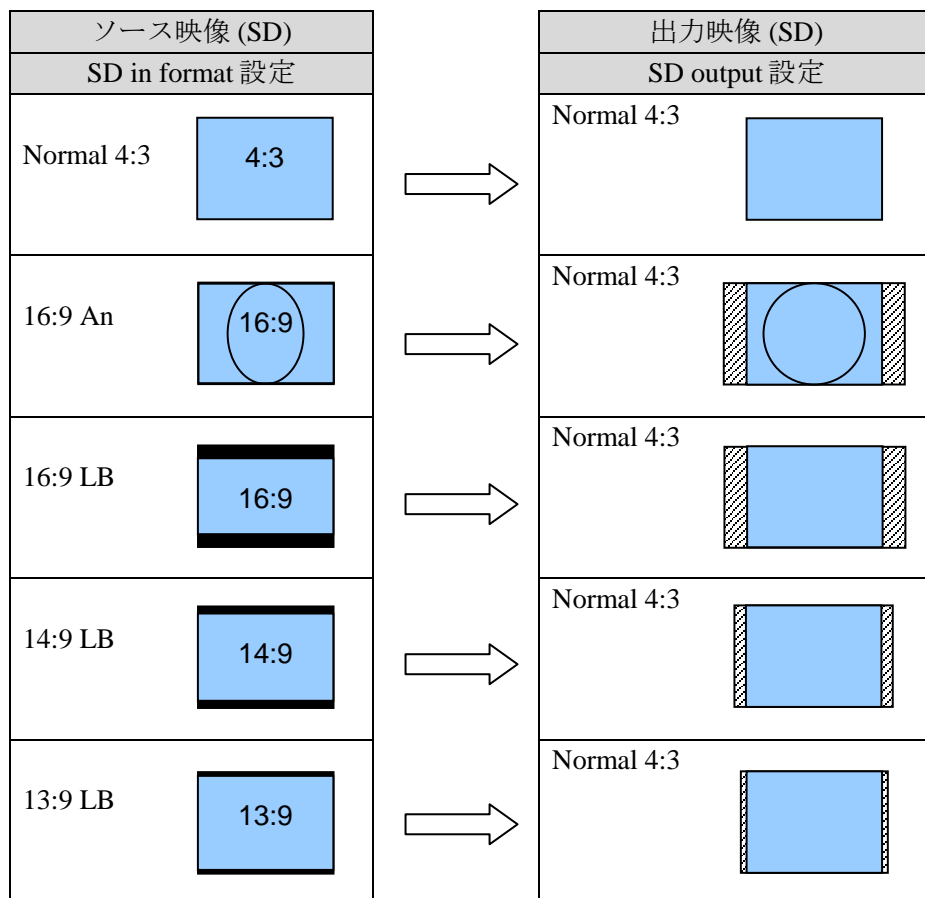 ソース映像 (SD)
SD in format 設定
出力映像 (SD)
SD output 設定
Normal 4:3
4:3
Normal 4:3
16:9 An
16:9
Normal 4:3
16:9 LB
16:9
Normal 4:3
14:9 LB
14:9
Normal 4:3
13:9 LB
13:9
Normal 4:3